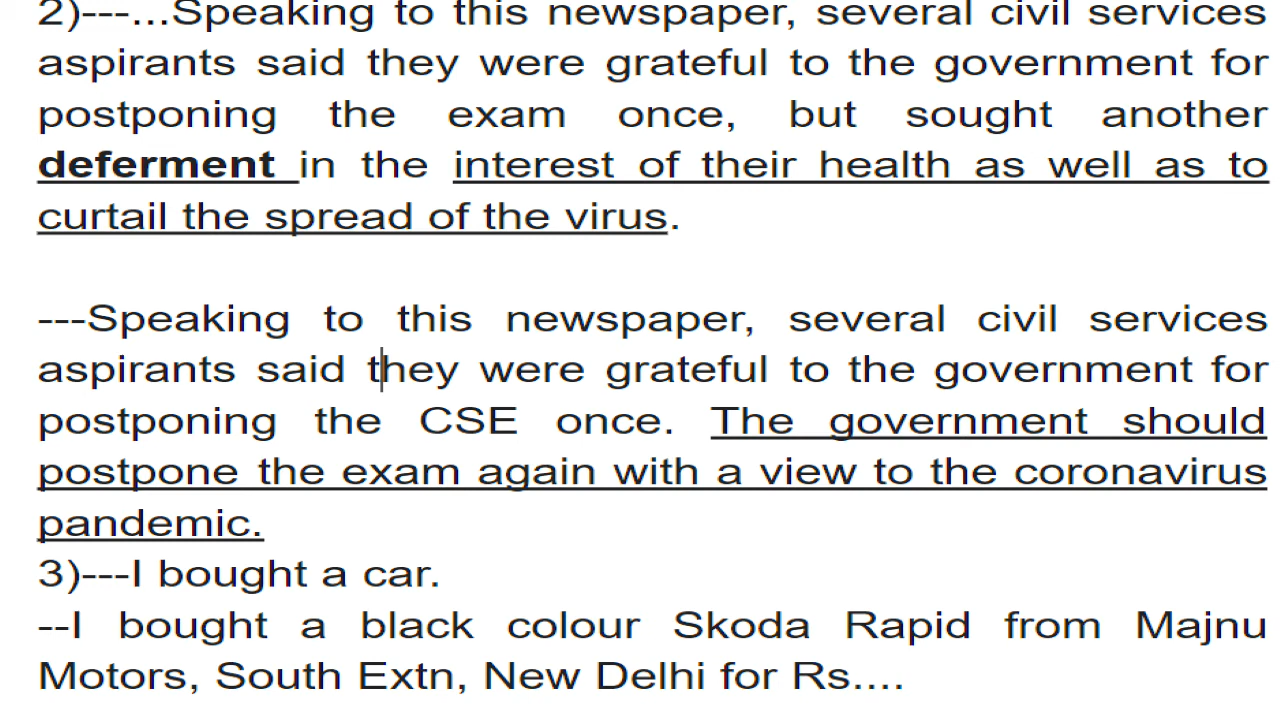 2)---...Speaking to this newspaper, several civil services
aspirants said they were grateful to the government for
postponing the exam once, but sought another
deferment in the interest of their health as well as to
curtail the spread of the virus.
---Speaking to this newspaper, several civil services
aspirants said they were grateful to the government for
postponing the CSE once. The government should
postpone the exam again with a view to the coronavirus
pandemic.
3)---I bought a car.
--I bought a black colour Skoda Rapid from Majnu
Motors, South Extn, New Delhi for Rs....